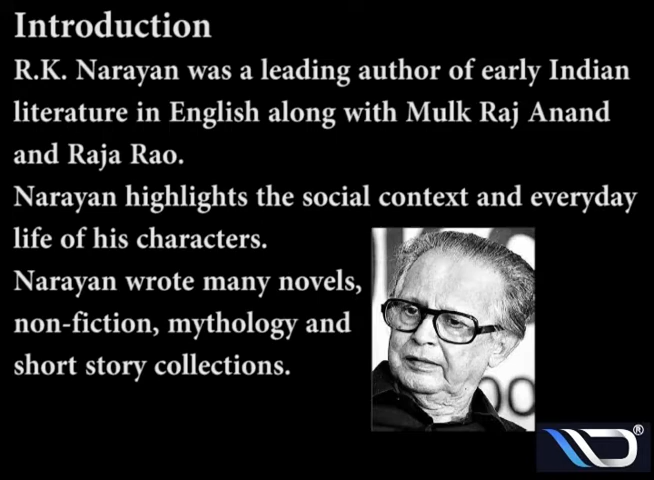 Introduction
R.K. Narayan was a leading author of early Indian
literature in English along with Mulk Raj Anand
and Raja Rao.
Narayan highlights the social context and everyday
life of his characters.
Narayan wrote many novels,
non-fiction, mythology and
short story collections.
00
®